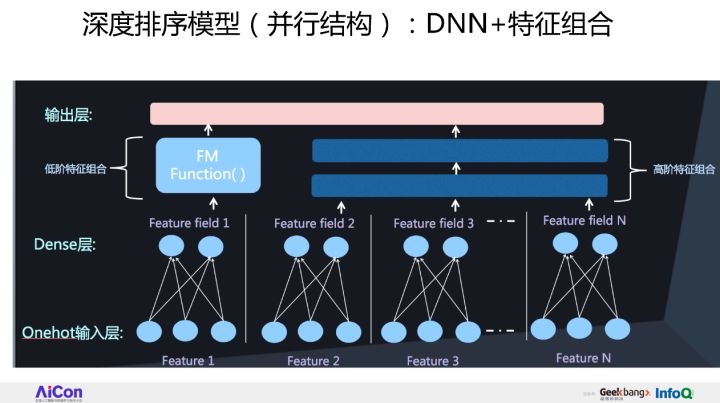 深度排序模型（并行结构）：DNN+特征组合
输出层:
低阶特征组合
FM
Function( )
高阶特征组合
Feature field 1
Feature field 2
Feature field 3
Feature field N
Dense层:
Onehot输入层:
Feature 1
Feature 2
Feature 3
Feature N
AiCon
Geekbang>.
InfoQ